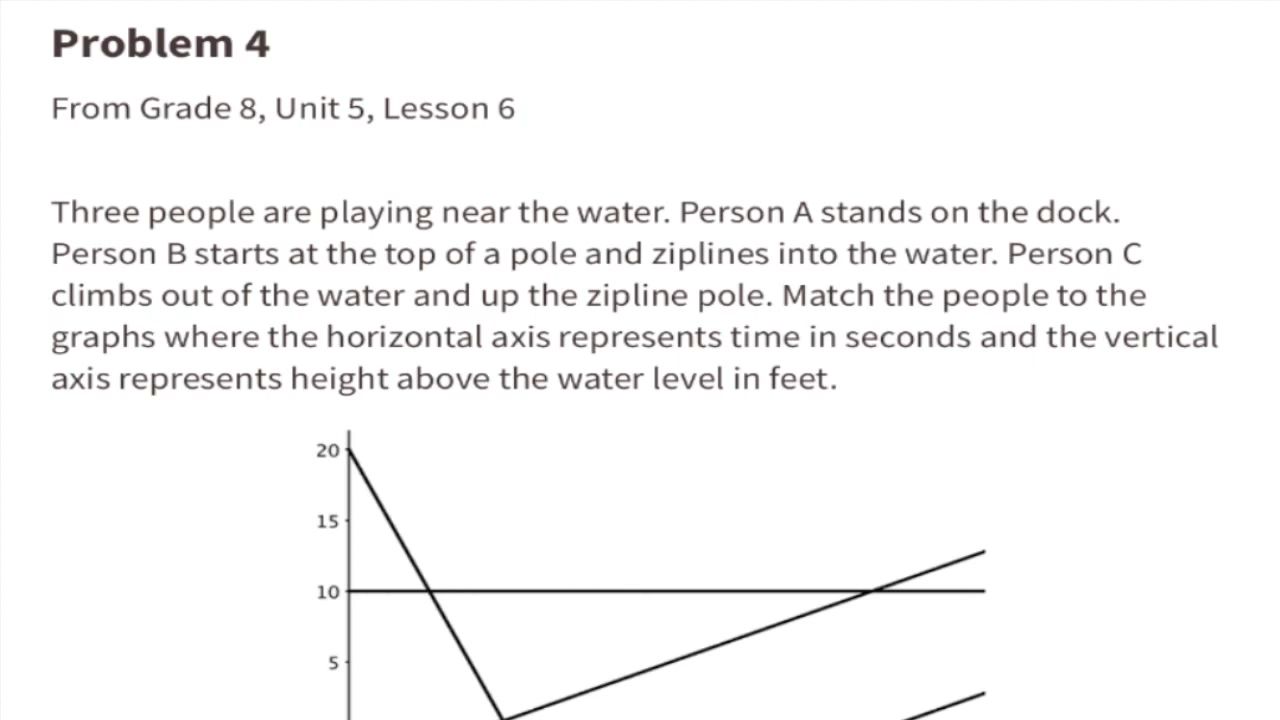 Problem 4
From Grade 8, Unit 5, Lesson 6
Three people are playing near the water. Person A stands on the dock.
Person B starts at the top of a pole and ziplines into the water. Person C
climbs out of the water and up the zipline pole. Match the people to the
graphs where the horizontal axis represents time in seconds and the vertical
axis represents height above the water level in feet.
20
15
10
5